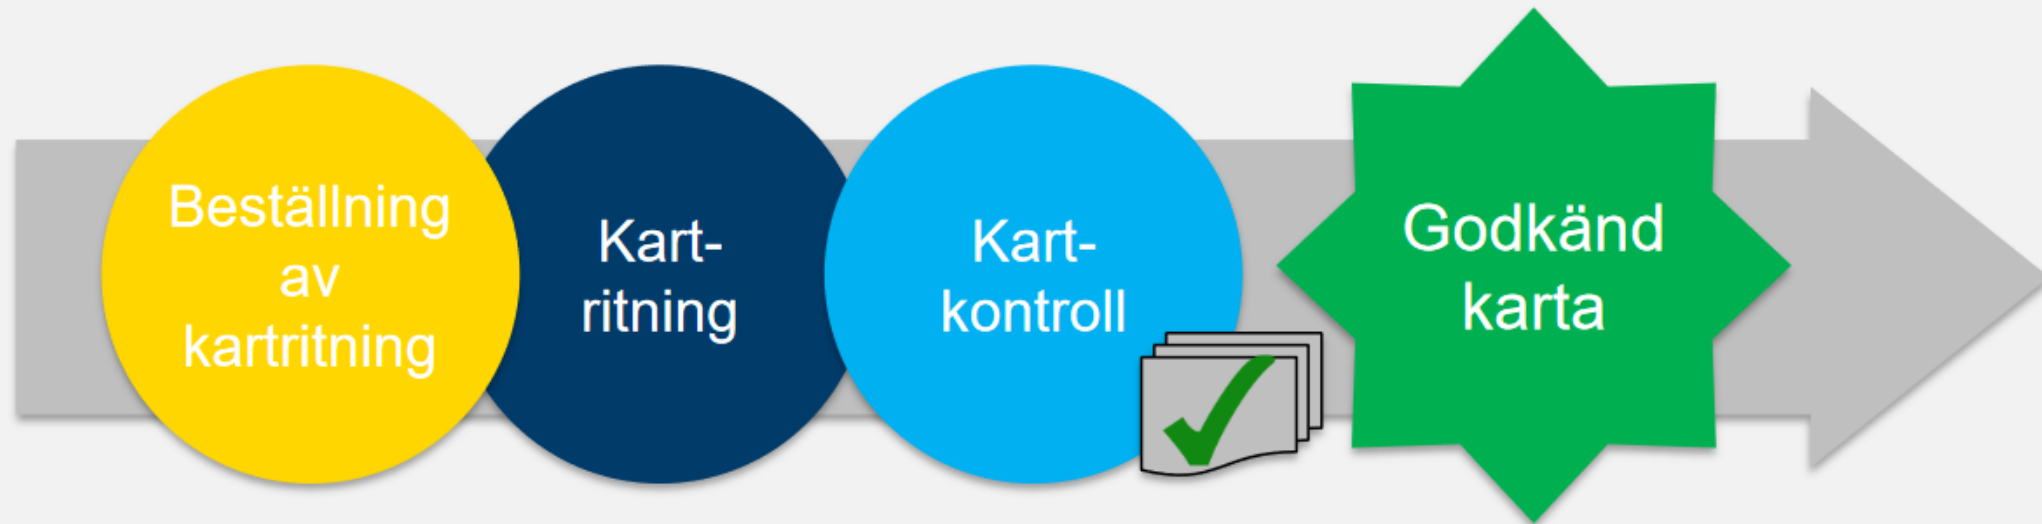 Beställning
av
kartritning
Kart-
ritning
Kart-
kontroll
Godkänd
karta